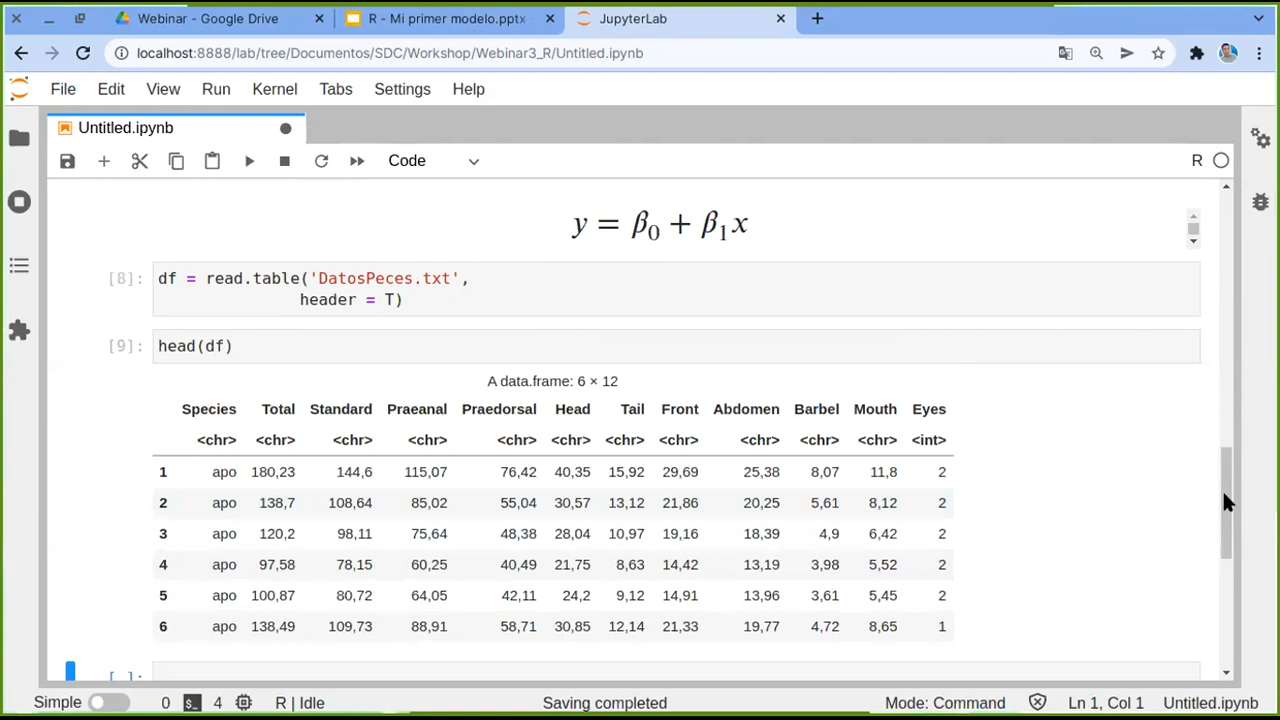 Webinar - Google Drive
R - Mi primer modelo.pptx
JupyterLab
localhost:8888/lab/tree/Documentos/SDC/Workshop/Webinar3_R/Untitled.ipynb
File Edit View Run Kernel Tabs Settings Help
Untitled.ipynb
Code R
y = β0 + β1x
[8]: df = read.table('DatosPeces.txt',
header = T)
[9]: head(df)
A data.frame: 6 × 12
Species Total Standard Praeanal Praedorsal Head Tail Front Abdomen Barbel Mouth Eyes
<chr> <chr> <chr> <chr> <chr> <chr> <chr> <chr> <chr> <chr> <chr> <int>
1 apo 180,23 144,6 115,07 76,42 40,35 15,92 29,69 25,38 8,07 11,8 2
2 apo 138,7 108,64 85,02 55,04 30,57 13,12 21,86 20,25 5,61 8,12 2
3 apo 120,2 98,11 75,64 48,38 28,04 10,97 19,16 18,39 4,9 6,42 2
4 apo 97,58 78,15 60,25 40,49 21,75 8,63 14,42 13,19 3,98 5,52 2
5 apo 100,87 80,72 64,05 42,11 24,2 9,12 14,91 13,96 3,61 5,45 2
6 apo 138,49 109,73 88,91 58,71 30,85 12,14 21,33 19,77 4,72 8,65 1
[ ]:
Simple 0 4 R | Idle Saving completed Mode: Command Ln 1, Col 1 Untitled.ipynb